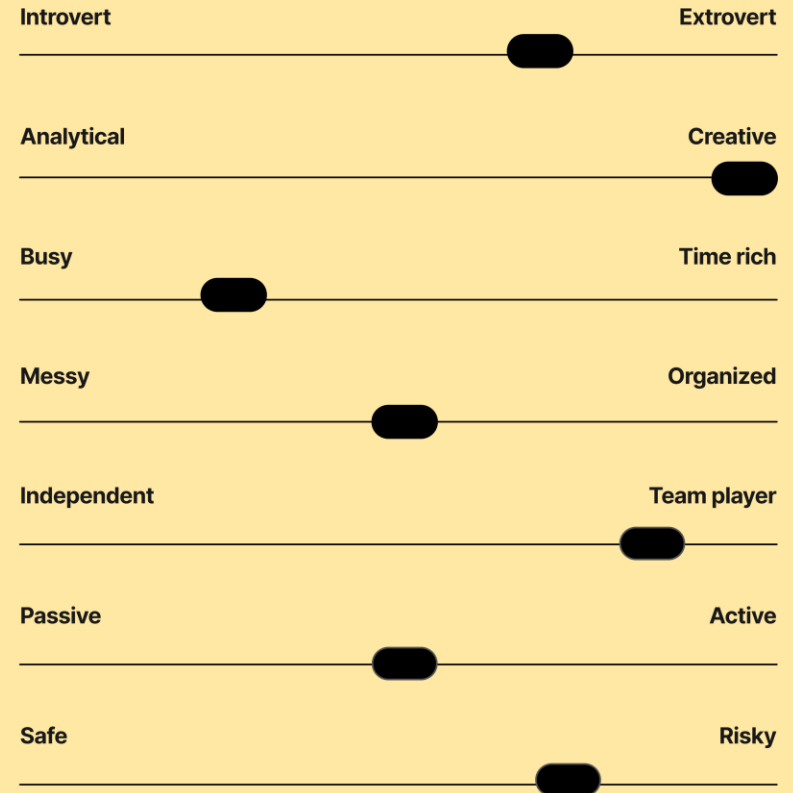 Introvert Extrovert
Analytical Creative
Busy Time rich
Messy Organized
Independent Team player
Passive Active
Safe Risky